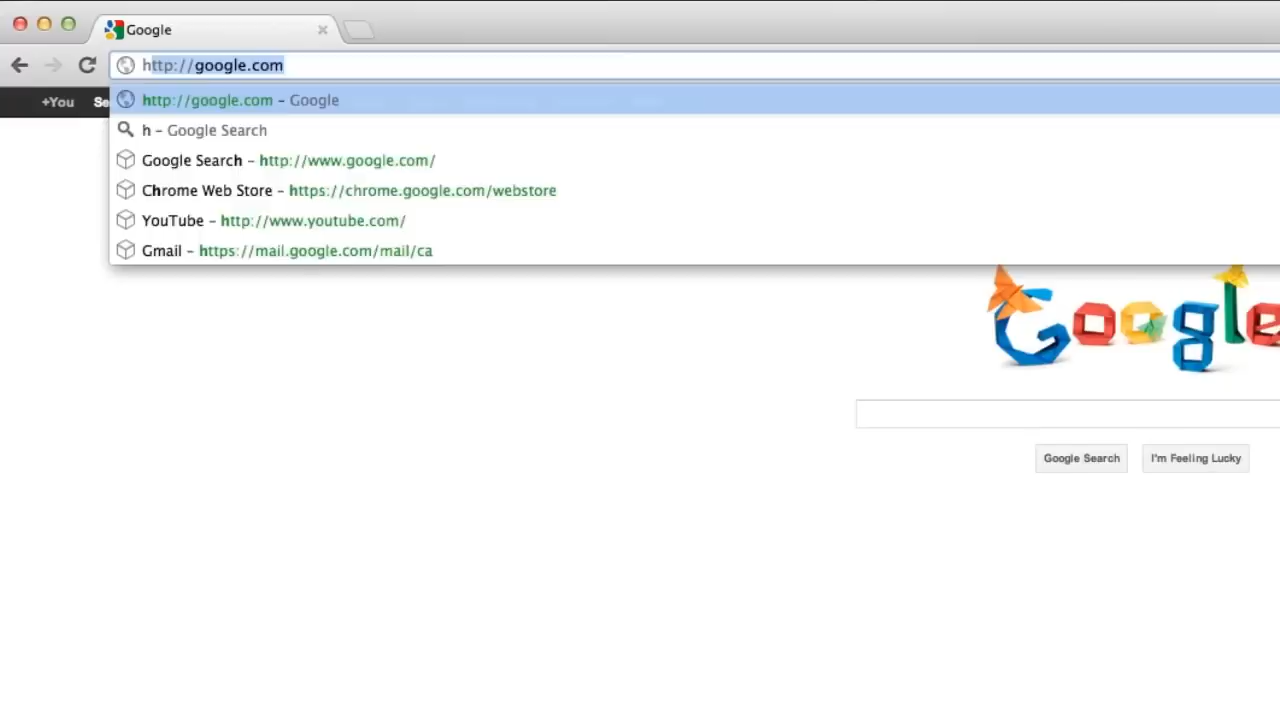 Google
http://google.com
+You Se
http://google.com – Google
h – Google Search
Google Search – http://www.google.com/
Chrome Web Store – https://chrome.google.com/webstore
YouTube – http://www.youtube.com/
Gmail – https://mail.google.com/mail/ca
Google
Google Search I'm Feeling Lucky